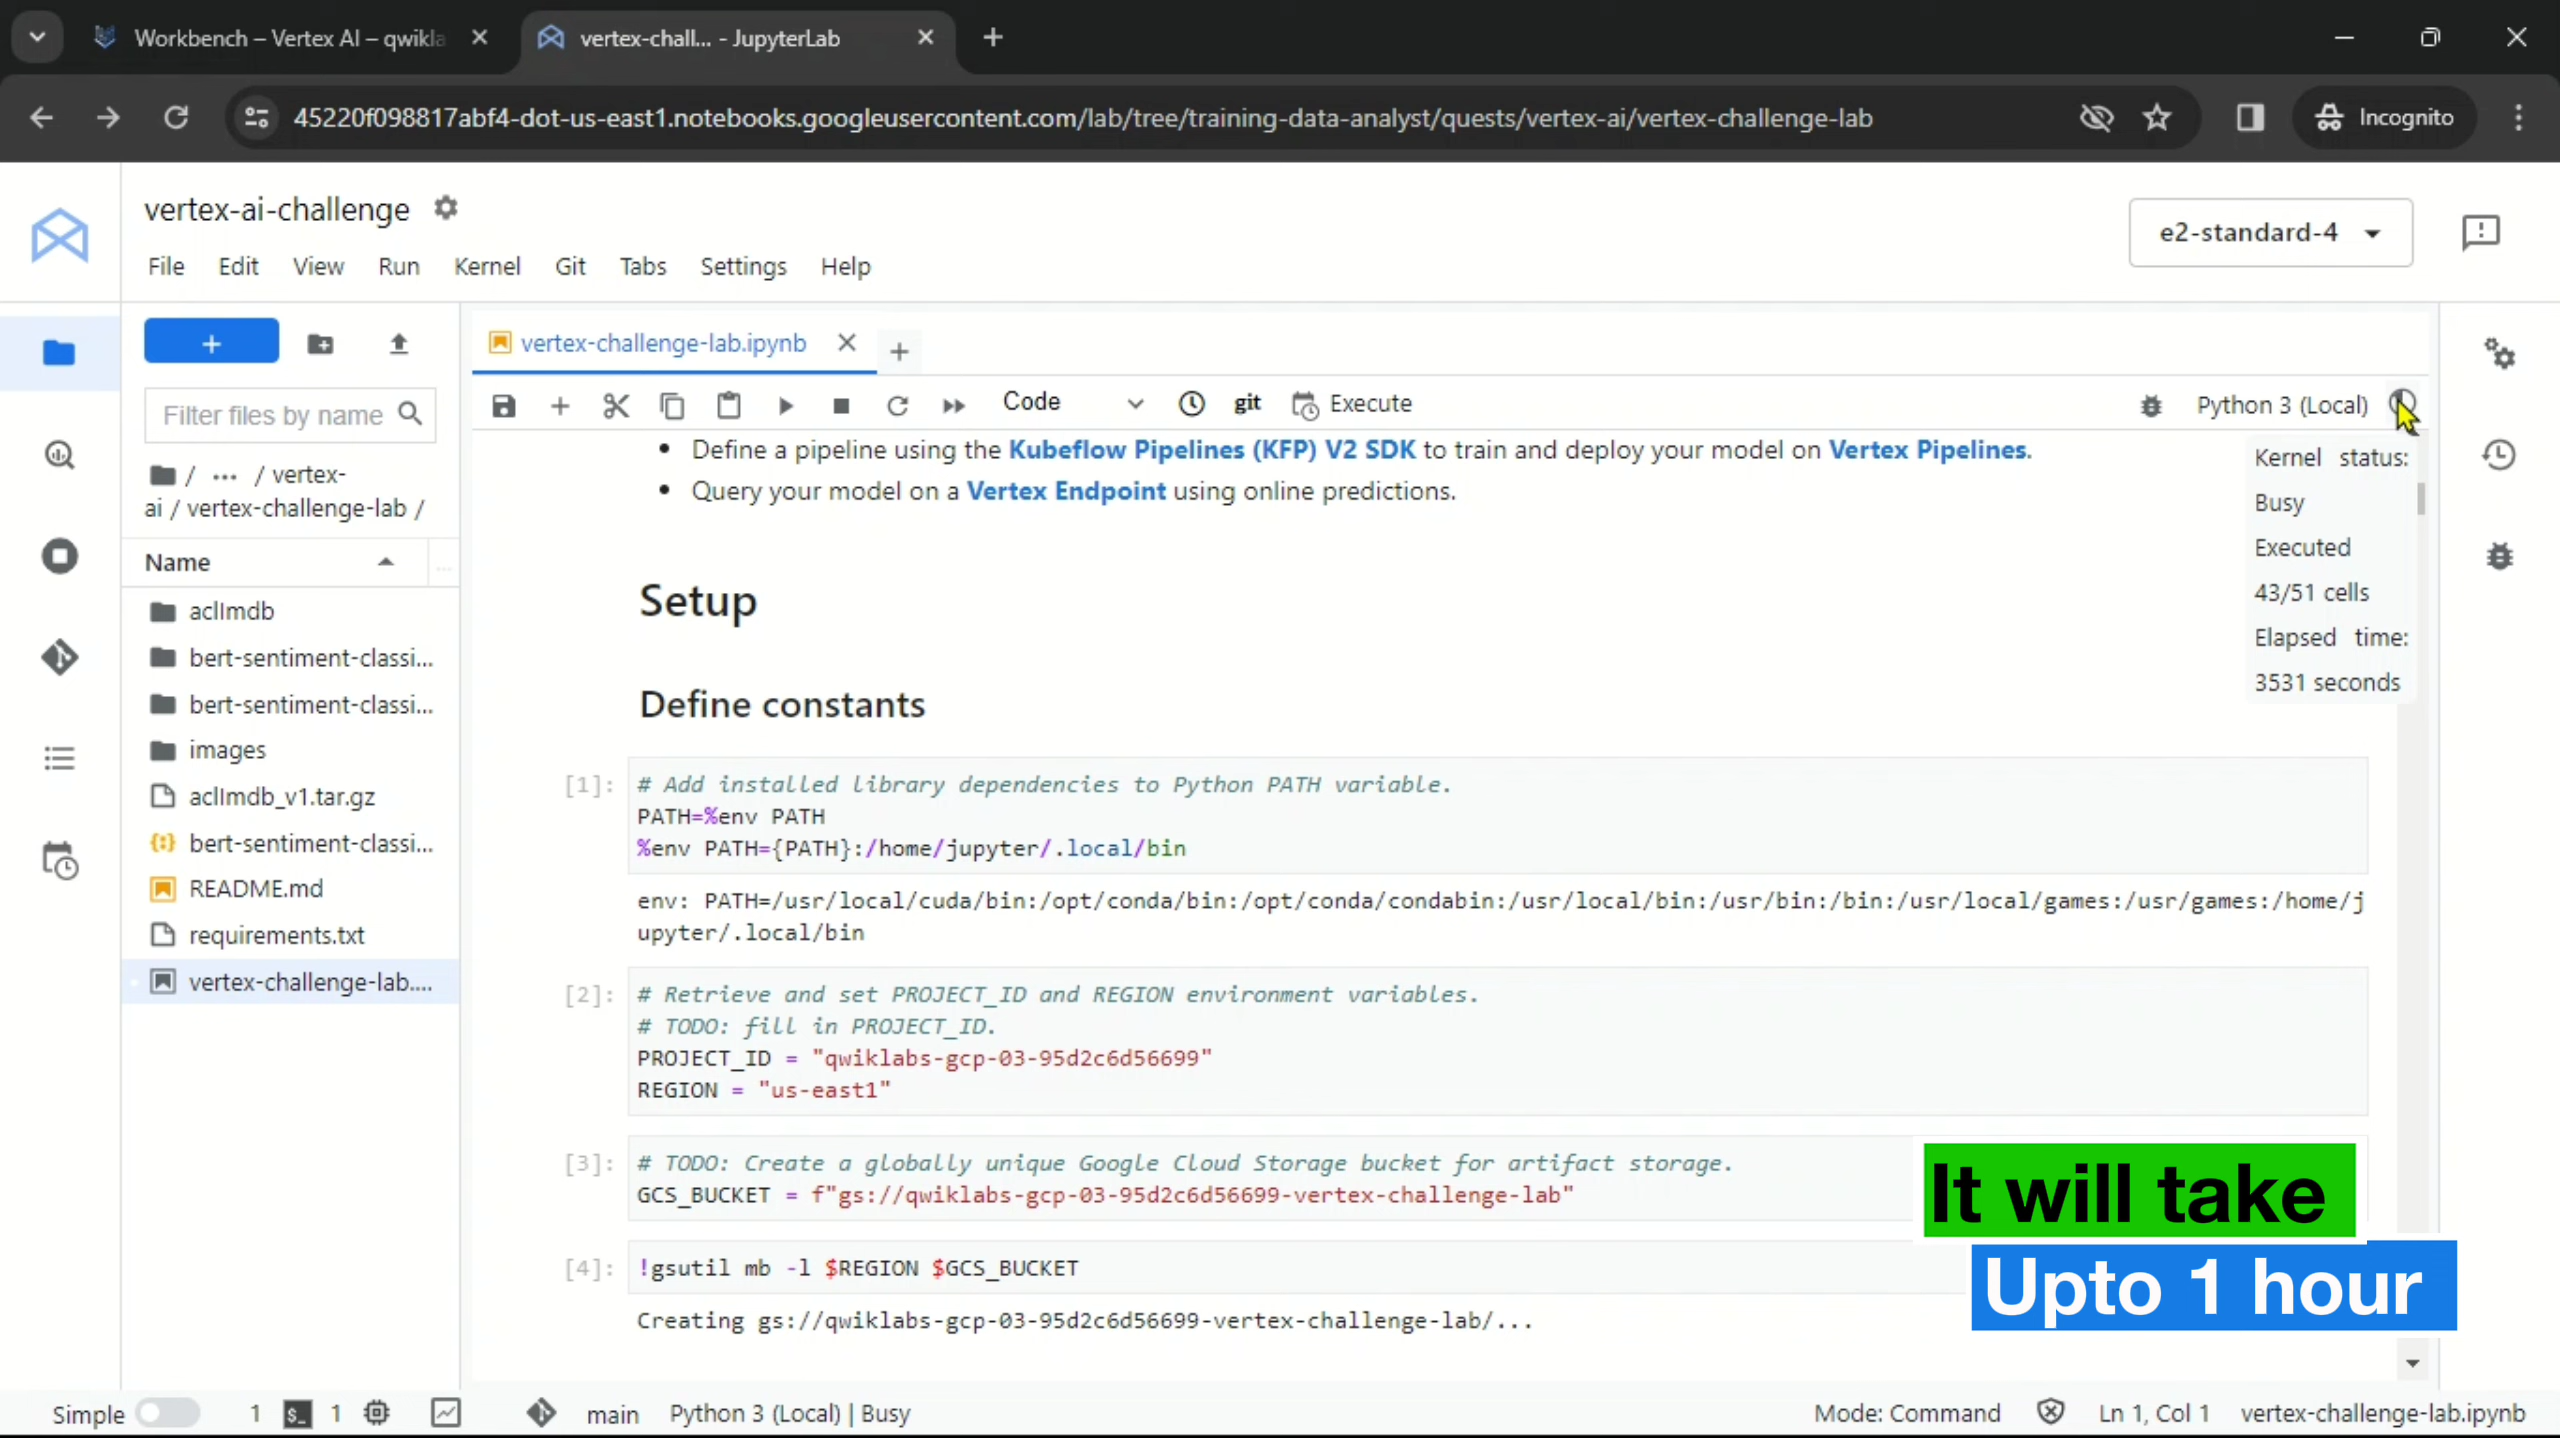 Workbench – Vertex AI – qwikla
vertex-chall... - JupyterLab
45220f098817abf4-dot-us-east1.notebooks.googleusercontent.com/lab/tree/training-data-analyst/quests/vertex-ai/vertex-challenge-lab
Incognito
vertex-ai-challenge
File Edit View Run Kernel Git Tabs Settings Help
e2-standard-4
+
Filter files by name
/ ... / vertex-
ai / vertex-challenge-lab /
Name
aclImdb
bert-sentiment-classi...
bert-sentiment-classi...
images
aclImdb_v1.tar.gz
bert-sentiment-classi...
README.md
requirements.txt
vertex-challenge-lab....
vertex-challenge-lab.ipynb
Code
git
Execute
Python 3 (Local)
Kernel status:
Busy
Executed
43/51 cells
Elapsed time:
3531 seconds
• Define a pipeline using the Kubeflow Pipelines (KFP) V2 SDK to train and deploy your model on Vertex Pipelines.
• Query your model on a Vertex Endpoint using online predictions.
Setup
Define constants
[1]: # Add installed library dependencies to Python PATH variable.
PATH=%env PATH
%env PATH={PATH}:/home/jupyter/.local/bin
env: PATH=/usr/local/cuda/bin:/opt/conda/bin:/opt/conda/condabin:/usr/local/bin:/usr/bin:/bin:/usr/local/games:/usr/games:/home/j
upyter/.local/bin
[2]: # Retrieve and set PROJECT_ID and REGION environment variables.
# TODO: fill in PROJECT_ID.
PROJECT_ID = "qwiklabs-gcp-03-95d2c6d56699"
REGION = "us-east1"
[3]: # TODO: Create a globally unique Google Cloud Storage bucket for artifact storage.
GCS_BUCKET = f"gs://qwiklabs-gcp-03-95d2c6d56699-vertex-challenge-lab"
[4]: !gsutil mb -l $REGION $GCS_BUCKET
Creating gs://qwiklabs-gcp-03-95d2c6d56699-vertex-challenge-lab/...
It will take
Upto 1 hour
Simple
1
$_
1
main
Python 3 (Local) | Busy
Mode: Command
Ln 1, Col 1
vertex-challenge-lab.ipynb